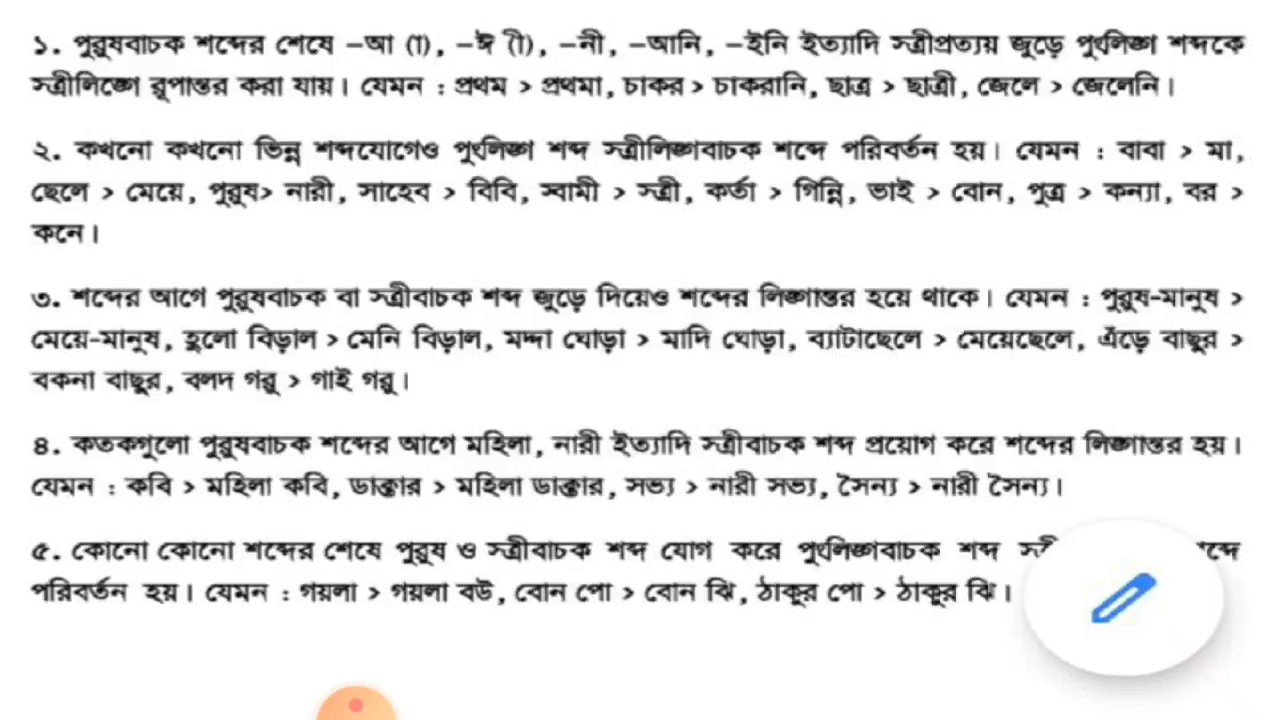 ১. পুরুষবাচক শব্দের শেষে –আ (া), –ঈ (ী), –নী, –আনি, –ইনি ইত্যাদি স্ত্রীপ্রত্যয় জুড়ে পুংলিঙ্গ শব্দকে
স্ত্রীলিঙ্গে রূপান্তর করা যায়। যেমন : প্রথম > প্রথমা, চাকর > চাকরানি, ছাত্র > ছাত্রী, জেলে > জেলেনি।
২. কখনো কখনো ভিন্ন শব্দযোগেও পুংলিঙ্গ শব্দ স্ত্রীলিঙ্গবাচক শব্দে পরিবর্তন হয়। যেমন : বাবা > মা,
ছেলে > মেয়ে, পুরুষ> নারী, সাহেব > বিবি, স্বামী > স্ত্রী, কর্তা > গিন্নি, ভাই > বোন, পুত্র > কন্যা, বর >
কনে।
৩. শব্দের আগে পুরুষবাচক বা স্ত্রীবাচক শব্দ জুড়ে দিয়েও শব্দের লিঙ্গান্তর হয়ে থাকে। যেমন : পুরুষ-মানুষ >
মেয়ে-মানুষ, হুলো বিড়াল > মেনি বিড়াল, মদ্দা ঘোড়া > মাদি ঘোড়া, ব্যাটাছেলে > মেয়েছেলে, এঁড়ে বাছুর >
বকনা বাছুর, বলদ গরু > গাই গরু।
৪. কতকগুলো পুরুষবাচক শব্দের আগে মহিলা, নারী ইত্যাদি স্ত্রীবাচক শব্দ প্রয়োগ করে শব্দের লিঙ্গান্তর হয়।
যেমন : কবি > মহিলা কবি, ডাক্তার > মহিলা ডাক্তার, সভ্য > নারী সভ্য, সৈন্য > নারী সৈন্য।
৫. কোনো কোনো শব্দের শেষে পুরুষ ও স্ত্রীবাচক শব্দ যোগ করে পুংলিঙ্গবাচক শব্দ
পরিবর্তন হয়। যেমন : গয়লা > গয়লা বউ, বোন পো > বোন ঝি, ঠাকুর পো > ঠাকুর ঝি।